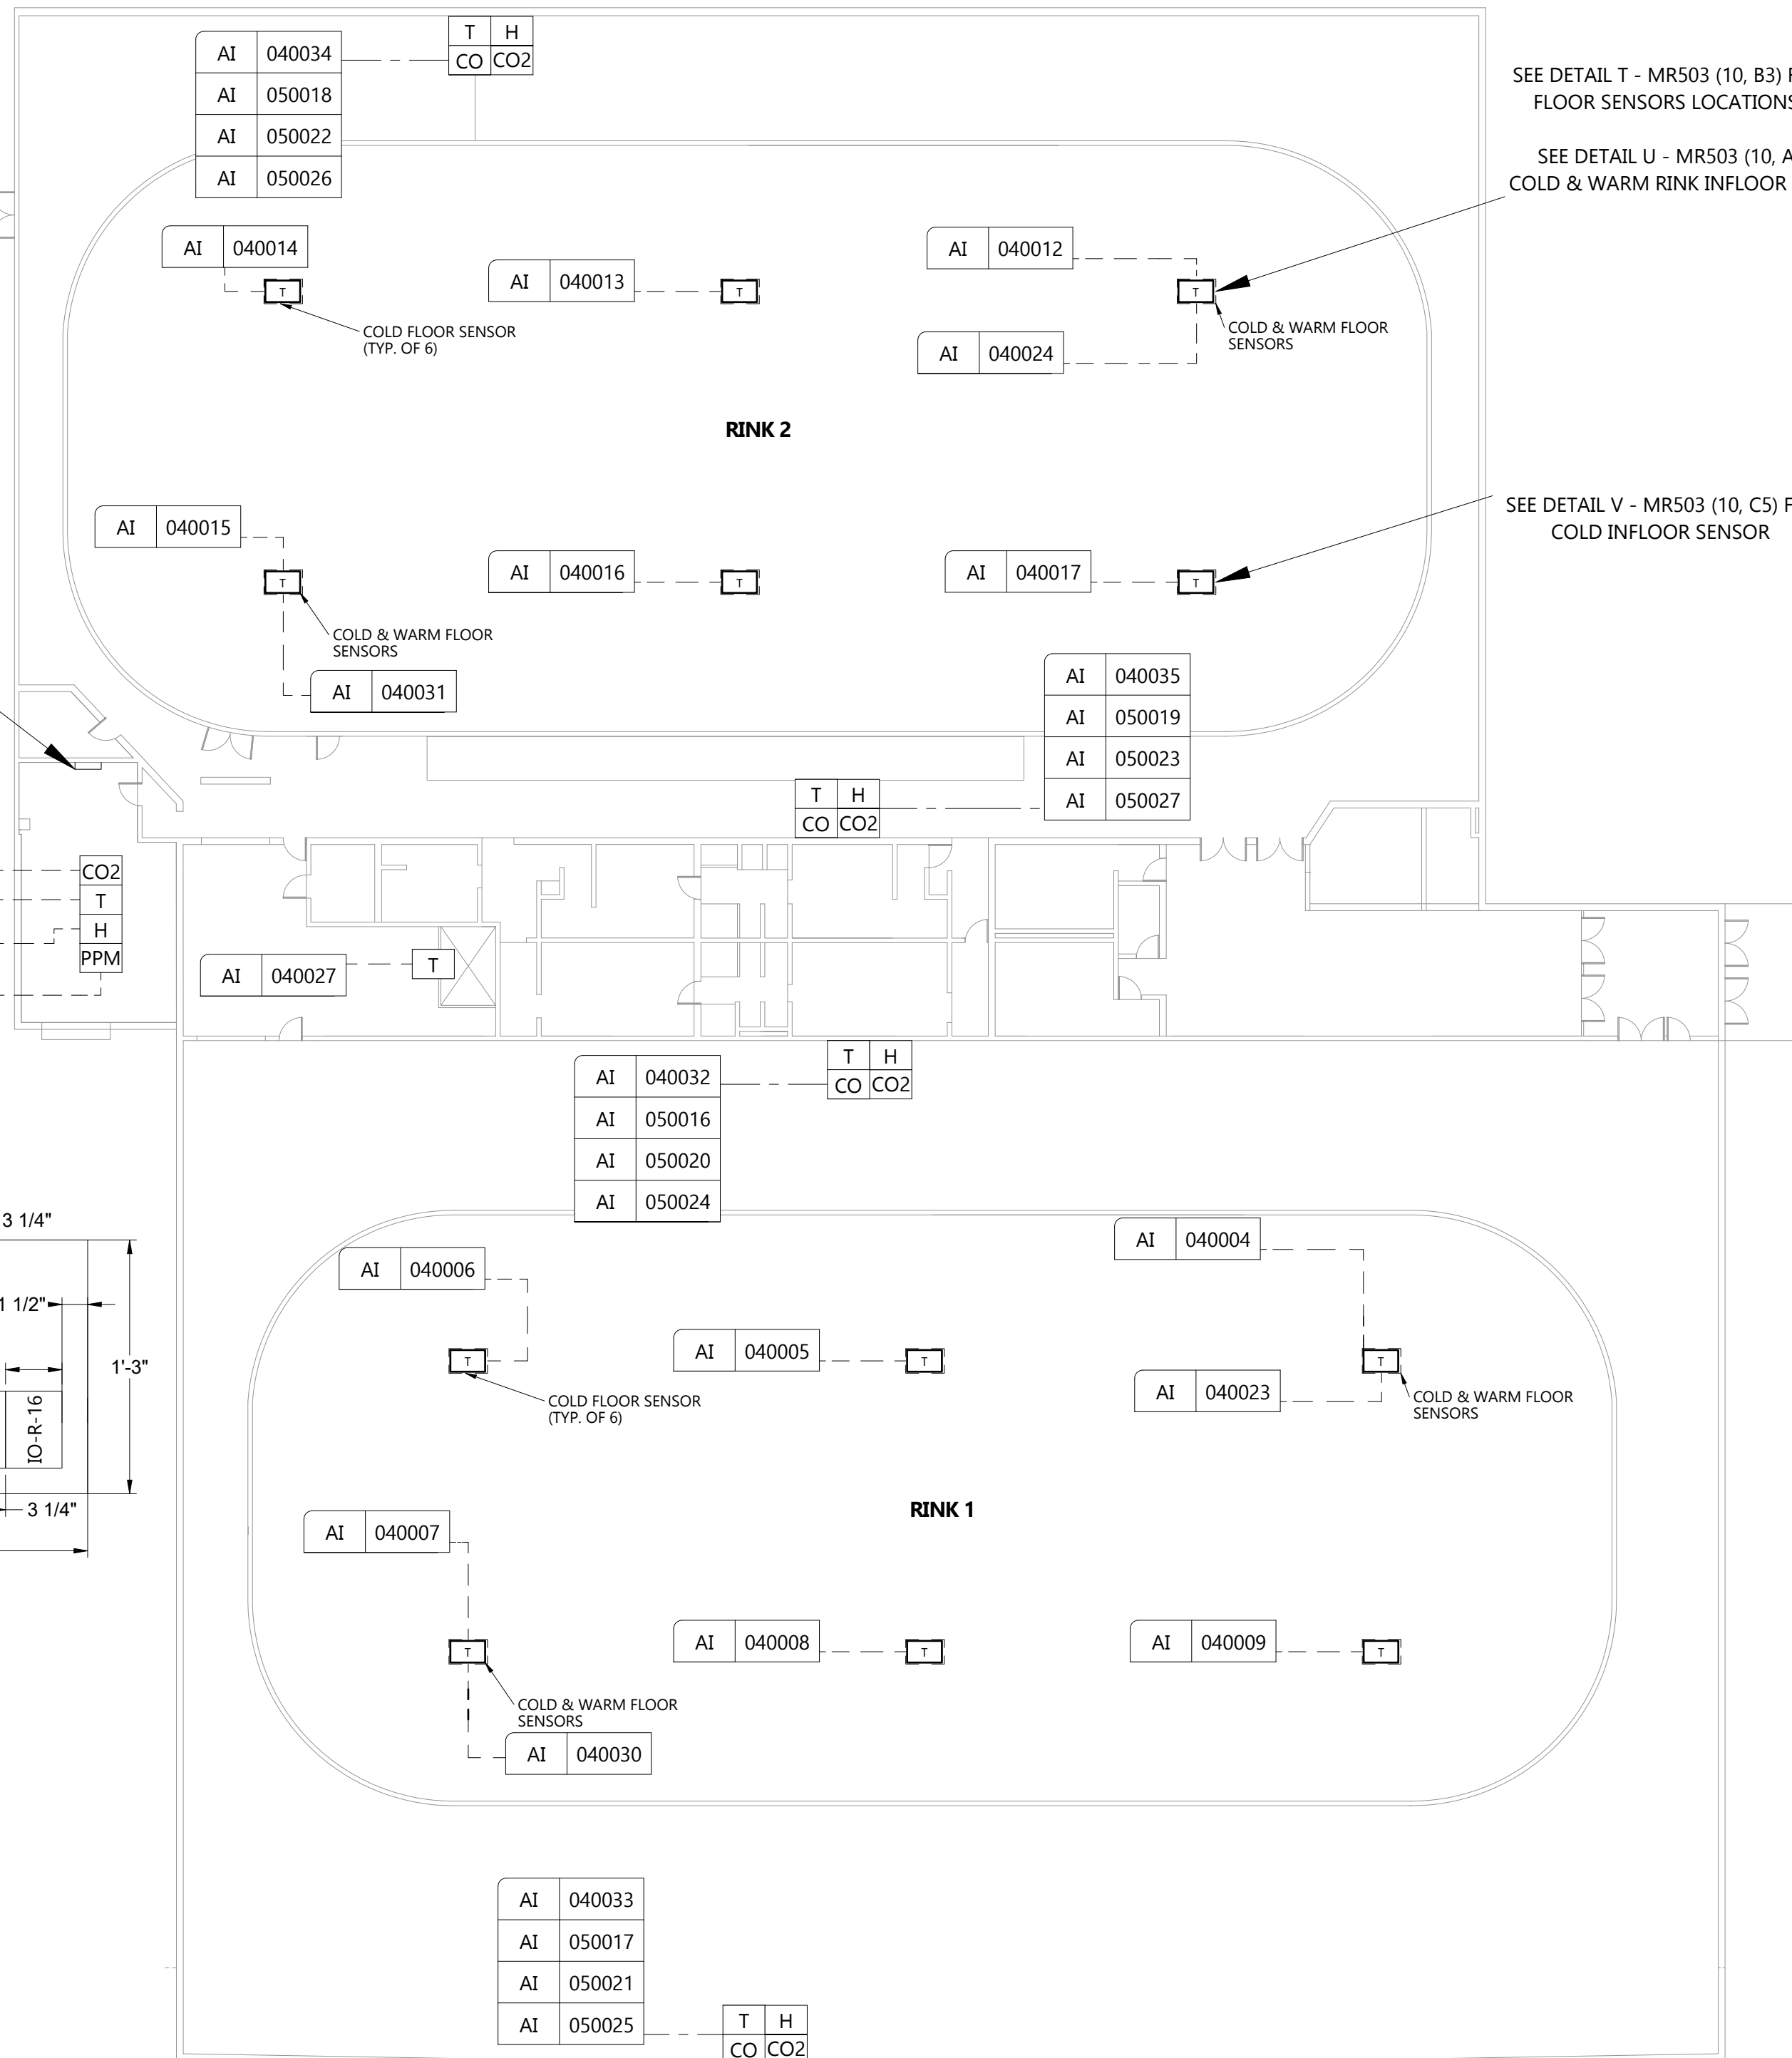 T H
CO CO2
AI 040034
AI 050018
AI 050022
AI 050026
SEE DETAIL T - MR503 (10, B3)
FLOOR SENSORS LOCATIONS
SEE DETAIL U - MR503 (10,
COLD & WARM RINK INFLOOR
AI 040014
AI 040013
AI 040012
T
T
T
COLD FLOOR SENSOR
(TYP. OF 6)
COLD & WARM FLOOR
SENSORS
AI 040024
RINK 2
AI 040015
AI 040016
AI 040017
T
T
T
SEE DETAIL V - MR503 (10, C5)
COLD INFLOOR SENSOR
COLD & WARM FLOOR
SENSORS
AI 040031
AI 040035
AI 050019
AI 050023
AI 050027
T H
CO CO2
CO2
T
H
PPM
AI 040027
T
T H
CO CO2
AI 040032
AI 050016
AI 050020
AI 050024
3 1/4"
1 1/2"
1'-3"
IO-R-16
3 1/4"
AI 040006
AI 040005
AI 040004
T
T
T
COLD FLOOR SENSOR
(TYP. OF 6)
AI 040023
COLD & WARM FLOOR
SENSORS
RINK 1
AI 040007
AI 040008
AI 040009
T
T
T
COLD & WARM FLOOR
SENSORS
AI 040030
AI 040033
AI 050017
AI 050021
AI 050025
T H
CO CO2